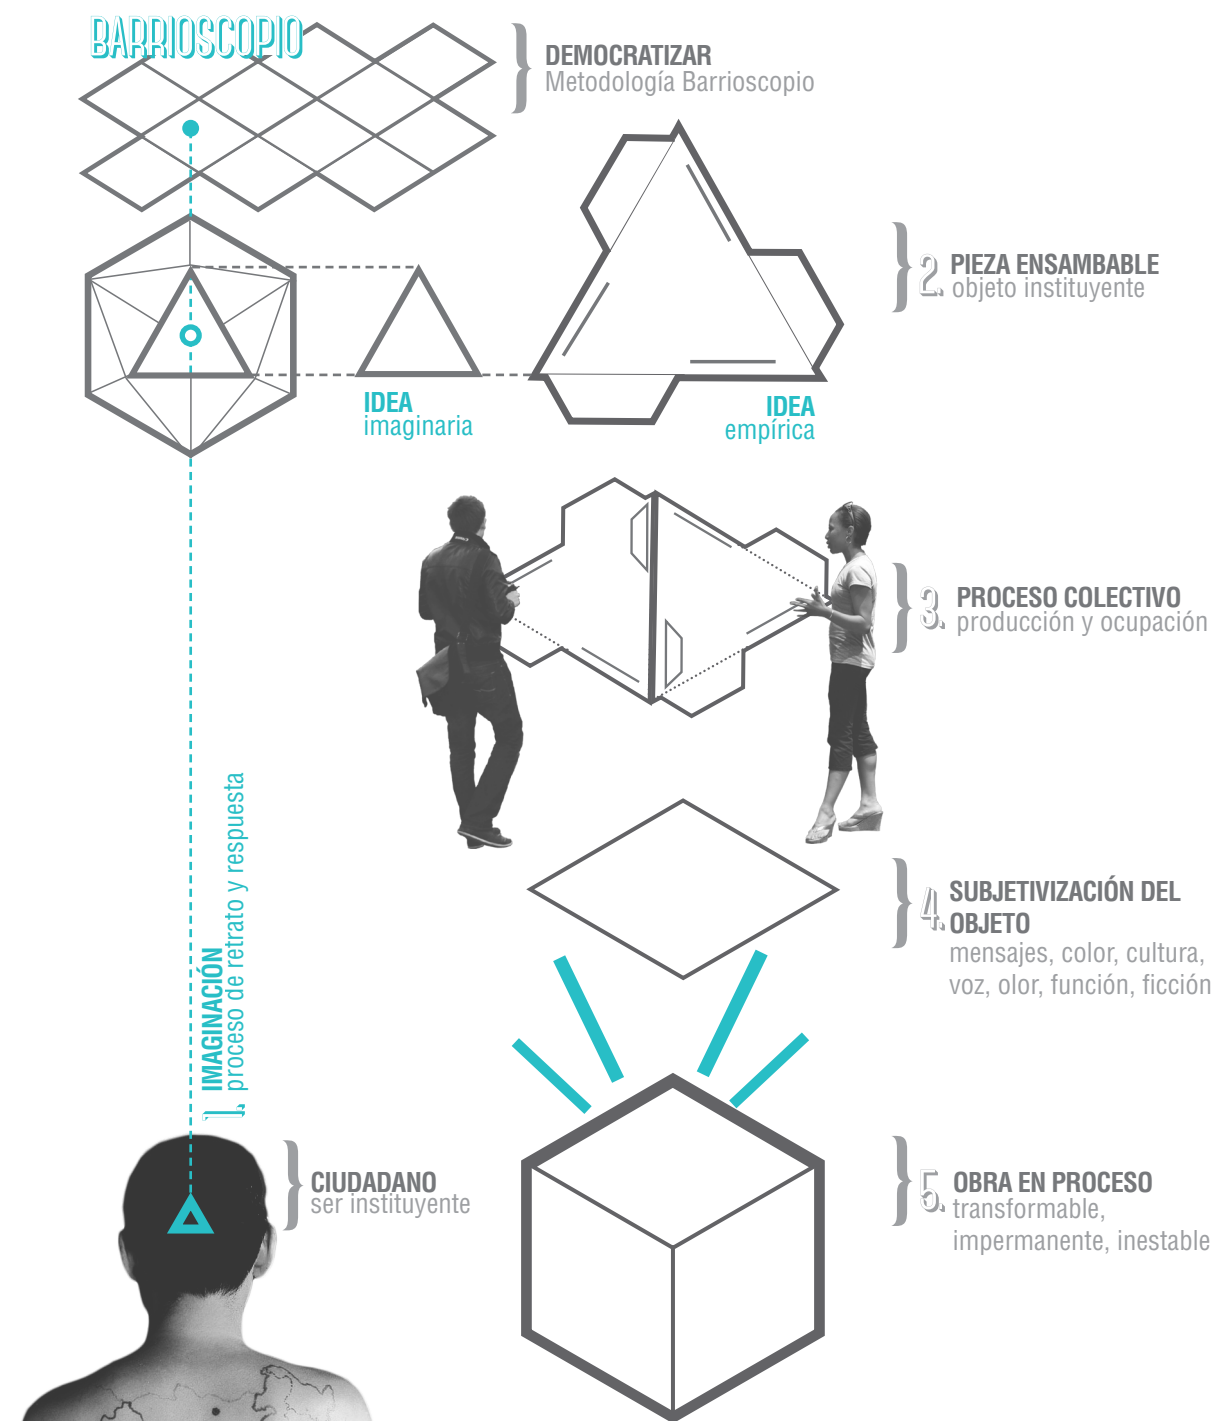 BARRIOSCOPIO
DEMOCRATIZAR
Metodología Barrioscopio
2. PIEZA ENSAMBABLE
objeto instituyente
IDEA
imaginaria
IDEA
empírica
3. PROCESO COLECTIVO
producción y ocupación
1. IMAGINACIÓN
proceso de retrato y respuesta
4. SUBJETIVIZACIÓN DEL
OBJETO
mensajes, color, cultura,
voz, olor, función, ficción
CIUDADANO
ser instituyente
5. OBRA EN PROCESO
transformable,
impermanente, inestable